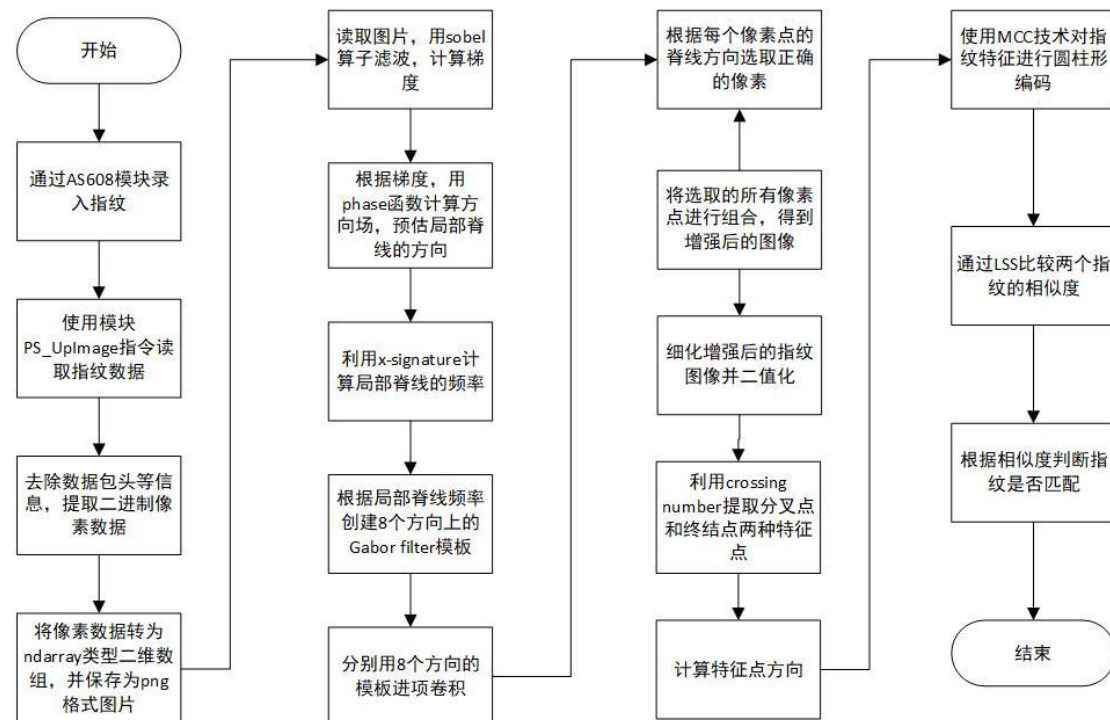 开始
通过AS608模块录
入指纹
使用模块
PS_UpImage指令读
取指纹数据
去除数据包头等信
息，提取二进制像
素数据
将像素数据转为
ndarray类型二维数
组，并保存为png
格式图片
读取图片，用sobel
算子滤波，计算梯
度
根据梯度，用
phase函数计算方
向场，预估局部脊
线的方向
利用x-signature计
算局部脊线的频率
根据局部脊线频率
创建8个方向上的
Gabor filter模板
分别用8个方向的
模板进项卷积
根据每个像素点的
脊线方向选取正确
的像素
将选取的所有像素
点进行组合，得到
增强后的图像
细化增强后的指纹
图像并二值化
利用crossing
number提取分叉点
和终结点两种特征
点
计算特征点方向
使用MCC技术对指
纹特征进行圆柱形
编码
通过LSS比较两个指
纹的相似度
根据相似度判断指
纹是否匹配
结束